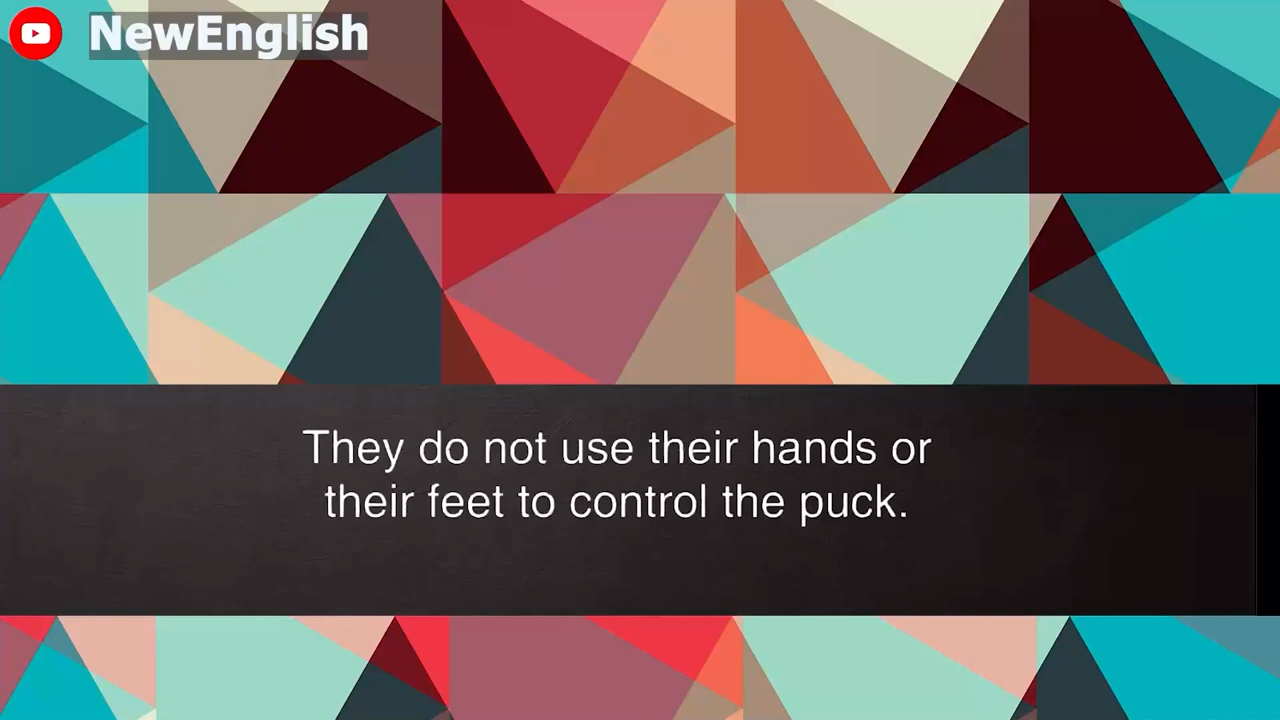 NewEnglish
They do not use their hands or
their feet to control the puck.